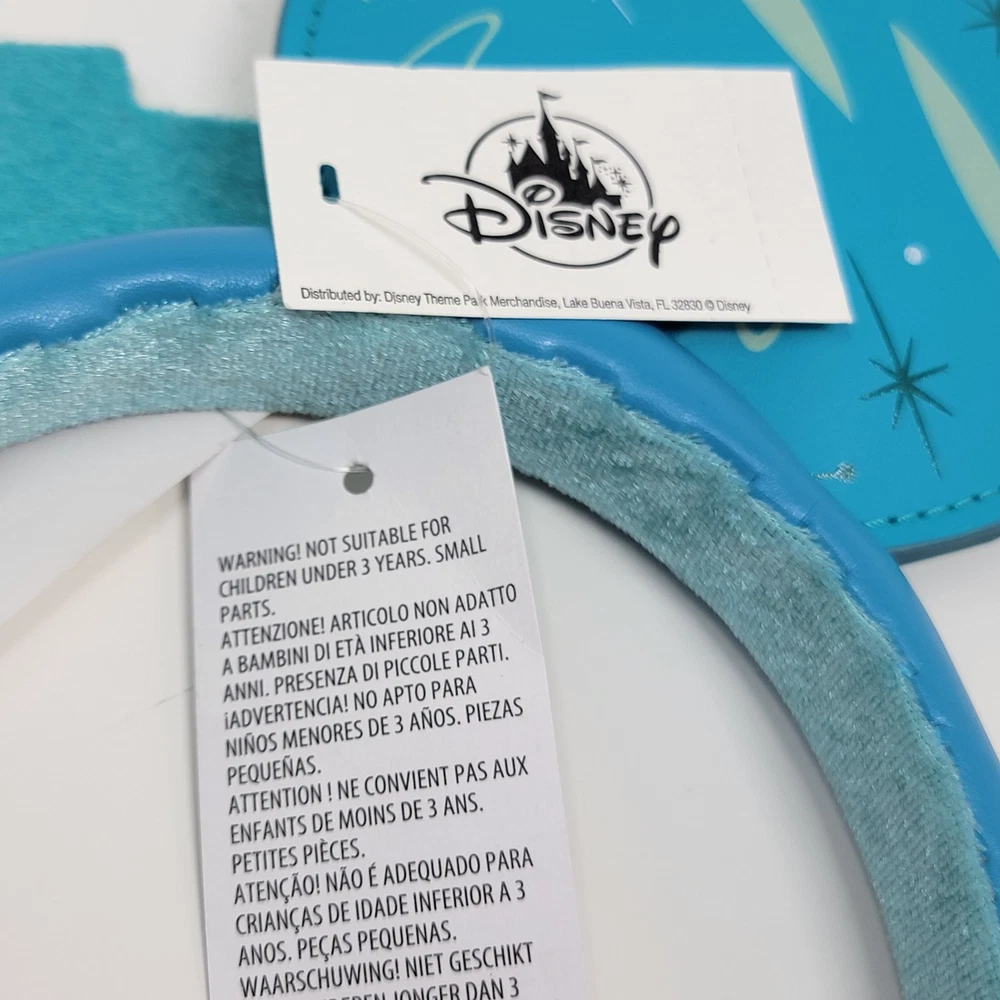 DISNEY
Distributed by: Disney Theme Park Merchandise, Lake Buena Vista, FL 32830 © Disney
WARNING! NOT SUITABLE FOR
CHILDREN UNDER 3 YEARS. SMALL
PARTS.
ATTENZIONE! ARTICOLO NON ADATTO
A BAMBINI DI ETÀ INFERIORE AI 3
ANNI. PRESENZA DI PICCOLE PARTI.
¡ADVERTENCIA! NO APTO PARA
NIÑOS MENORES DE 3 AÑOS. PIEZAS
PEQUEÑAS.
ATTENTION ! NE CONVIENT PAS AUX
ENFANTS DE MOINS DE 3 ANS.
PETITES PIÈCES.
ATENÇÃO! NÃO É ADEQUADO PARA
CRIANÇAS DE IDADE INFERIOR A 3
ANOS. PEÇAS PEQUENAS.
WAARSCHUWING! NIET GESCHIKT
JONGER DAN 3